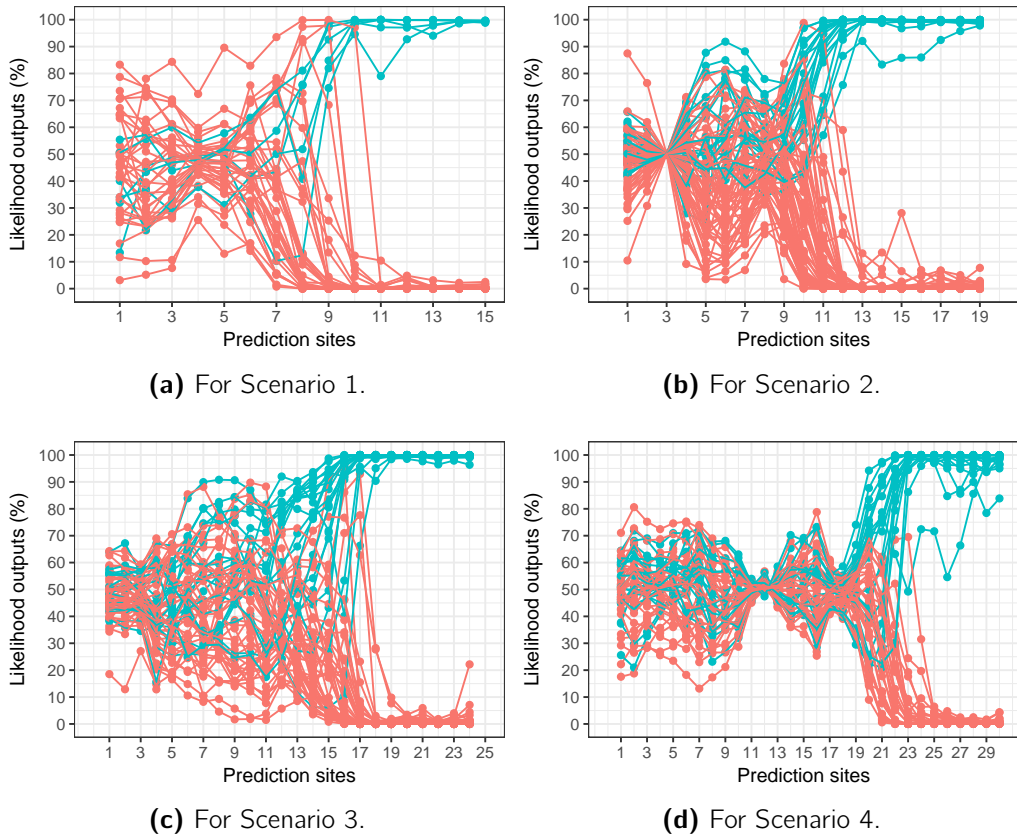 100
90
80
70
60
50
40
30
20
10
0
Likelihood outputs (%)
1 3 5 7 9 11 13 15
Prediction sites
(a) For Scenario 1.
100
90
80
70
60
50
40
30
20
10
0
Likelihood outputs (%)
1 3 5 7 9 11 13 15 17 19
Prediction sites
(b) For Scenario 2.
100
90
80
70
60
50
40
30
20
10
0
Likelihood outputs (%)
1 3 5 7 9 11 13 15 17 19 21 23 25
Prediction sites
(c) For Scenario 3.
100
90
80
70
60
50
40
30
20
10
0
Likelihood outputs (%)
1 3 5 7 9 11 13 15 17 19 21 23 25 27 29
Prediction sites
(d) For Scenario 4.